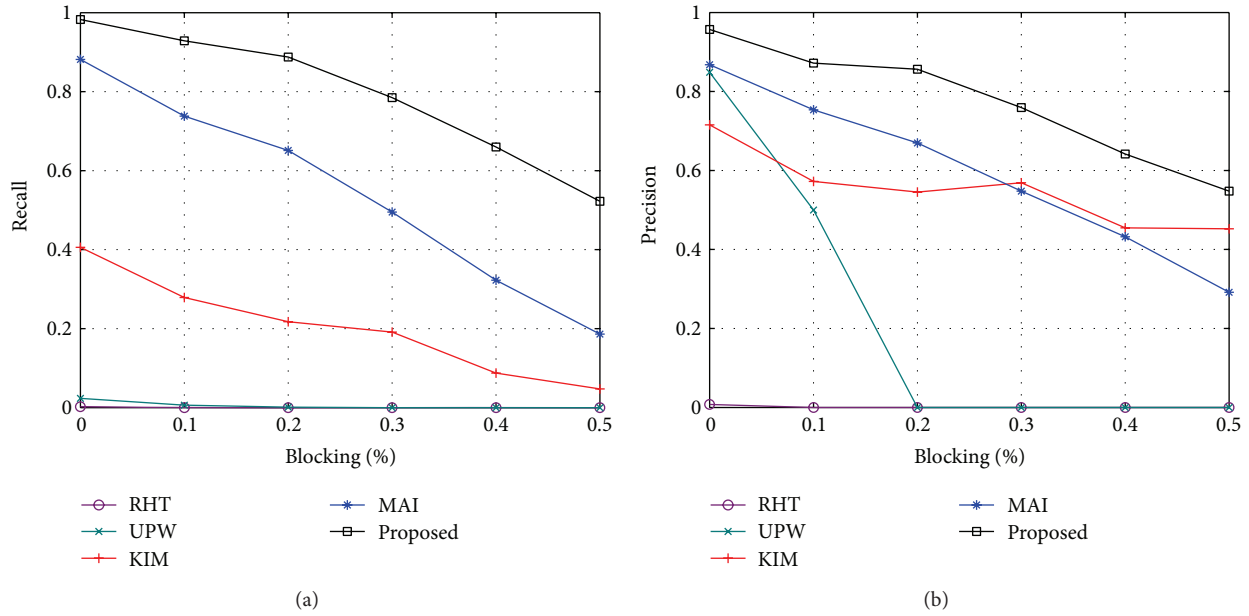 1
0.8
0.6
0.4
0.2
0
Recall
0 0.1 0.2 0.3 0.4 0.5
Blocking (%)
RHT
UPW
KIM
MAI
Proposed
(a)
1
0.8
0.6
0.4
0.2
0
Precision
0 0.1 0.2 0.3 0.4 0.5
Blocking (%)
RHT
UPW
KIM
MAI
Proposed
(b)